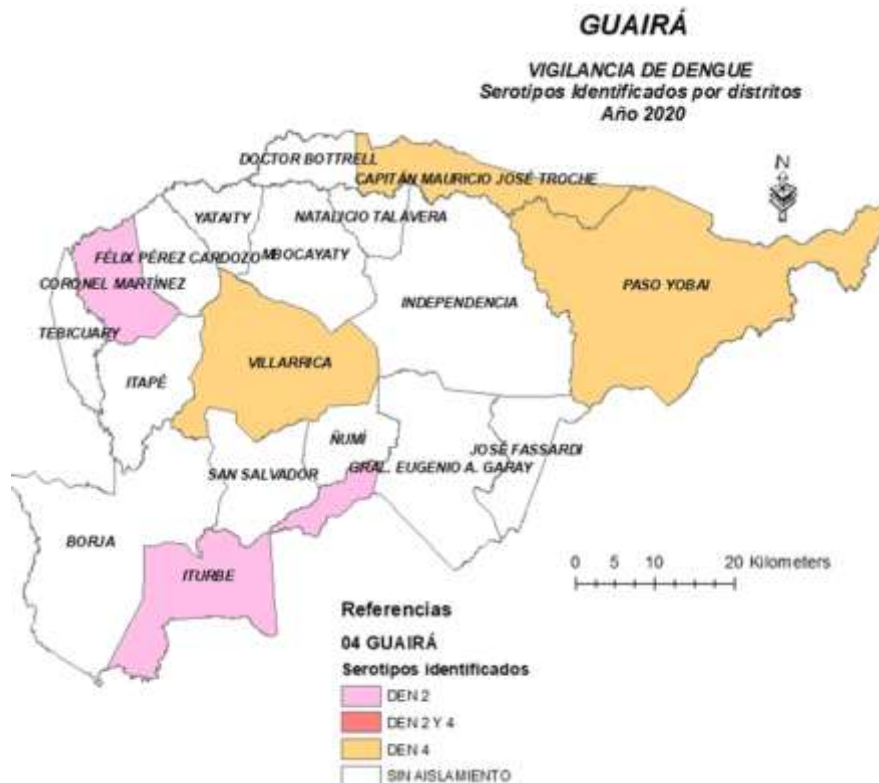 GUAIRÁ
VIGILANCIA DE DENGUE
Serotipos Identificados por distritos
Año 2020
N
DOCTOR BOTTRELL
CAPITÁN MAURICIO JOSÉ TROCHE
YATAITY
NATALICIO TALAVERA
FÉLIX PÉREZ CARDOZO
MBOCAYATY
CORONEL MARTÍNEZ
PASO YOBAI
INDEPENDENCIA
TEBICUARY
VILLARRICA
ITAPÉ
ÑUMÍ
JOSÉ FASSARDI
GRAL. EUGENIO A. GARAY
SAN SALVADOR
BORJA
ITURBE
0 5 10 20 Kilometers
Referencias
04 GUAIRÁ
Serotipos identificados
DEN 2
DEN 2 Y 4
DEN 4
SIN AISLAMIENTO